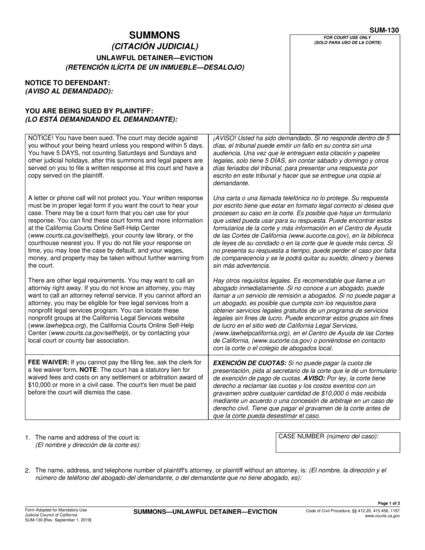 SUM-130
SUMMONS
(CITACIÓN JUDICIAL)
UNLAWFUL DETAINER—EVICTION
(RETENCIÓN ILÍCITA DE UN INMUEBLE—DESALOJO)
FOR COURT USE ONLY
(SOLO PARA USO DE LA CORTE)
NOTICE TO DEFENDANT:
(AVISO AL DEMANDADO):
YOU ARE BEING SUED BY PLAINTIFF:
(LO ESTÁ DEMANDANDO EL DEMANDANTE):
NOTICE! You have been sued. The court may decide against
you without your being heard unless you respond within 5 days.
You have 5 DAYS, not counting Saturdays and Sundays and
other judicial holidays, after this summons and legal papers are
served on you to file a written response at this court and have a
copy served on the plaintiff.
A letter or phone call will not protect you. Your written response
must be in proper legal form if you want the court to hear your
case. There may be a court form that you can use for your
response. You can find these court forms and more information
at the California Courts Online Self-Help Center
(www.courts.ca.gov/selfhelp), your county law library, or the
courthouse nearest you. If you do not file your response on
time, you may lose the case by default, and your wages,
money, and property may be taken without further warning from
the court.
There are other legal requirements. You may want to call an
attorney right away. If you do not know an attorney, you may
want to call an attorney referral service. If you cannot afford an
attorney, you may be eligible for free legal services from a
nonprofit legal services program. You can locate these
nonprofit groups at the California Legal Services website
(www.lawhelpca.org), the California Courts Online Self-Help
Center (www.courts.ca.gov/selfhelp), or by contacting your
local court or county bar association.
FEE WAIVER: If you cannot pay the filing fee, ask the clerk for
a fee waiver form. NOTE: The court has a statutory lien for
waived fees and costs on any settlement or arbitration award of
$10,000 or more in a civil case. The court's lien must be paid
before the court will dismiss the case.
¡AVISO! Usted ha sido demandado. Si no responde dentro de 5
días, el tribunal puede emitir un fallo en su contra sin una
audiencia. Una vez que le entreguen esta citación y papeles
legales, solo tiene 5 DÍAS, sin contar sábado y domingo y otros
días feriados del tribunal, para presentar una respuesta por
escrito en este tribunal y hacer que se entregue una copia al
demandante.
Una carta o una llamada telefónica no lo protege. Su respuesta
por escrito tiene que estar en formato legal correcto si desea que
procesen su caso en la corte. Es posible que haya un formulario
que usted pueda usar para su respuesta. Puede encontrar estos
formularios de la corte y más información en el Centro de Ayuda
de las Cortes de California (www.sucorte.ca.gov), en la biblioteca
de leyes de su condado o en la corte que le quede más cerca. Si
no presenta su respuesta a tiempo, puede perder el caso por falta
de comparecencia y se le podrá quitar su sueldo, dinero y bienes
sin más advertencia.
Hay otros requisitos legales. Es recomendable que llame a un
abogado inmediatamente. Si no conoce a un abogado, puede
llamar a un servicio de remisión a abogados. Si no puede pagar a
un abogado, es posible que cumpla con los requisitos para
obtener servicios legales gratuitos de un programa de servicios
legales sin fines de lucro. Puede encontrar estos grupos sin fines
de lucro en el sitio web de California Legal Services,
(www.lawhelpcalifornia.org), en el Centro de Ayuda de las Cortes
de California, (www.sucorte.ca.gov) o poniéndose en contacto
con la corte o el colegio de abogados local.
EXENCIÓN DE CUOTAS: Si no puede pagar la cuota de
presentación, pida al secretario de la corte que le dé un formulario
de exención de pago de cuotas. AVISO: Por ley, la corte tiene
derecho a reclamar las cuotas y los costos exentos con un
gravamen sobre cualquier cantidad de $10,000 ó más recibida
mediante un acuerdo o una concesión de arbitraje en un caso de
derecho civil. Tiene que pagar el gravamen de la corte antes de
que la corte pueda desestimar el caso.
1. The name and address of the court is:
(El nombre y dirección de la corte es):
CASE NUMBER (número del caso):
2. The name, address, and telephone number of plaintiff's attorney, or plaintiff without an attorney, is: (El nombre, la dirección y el
número de teléfono del abogado del demandante, o del demandante que no tiene abogado, es):
Page 1 of 2
Form Adopted for Mandatory Use
Judicial Council of California
SUM-130 [Rev. September 1, 2019]
SUMMONS—UNLAWFUL DETAINER—EVICTION
Code of Civil Procedure, §§ 412.20, 415.456, 1167
www.courts.ca.gov